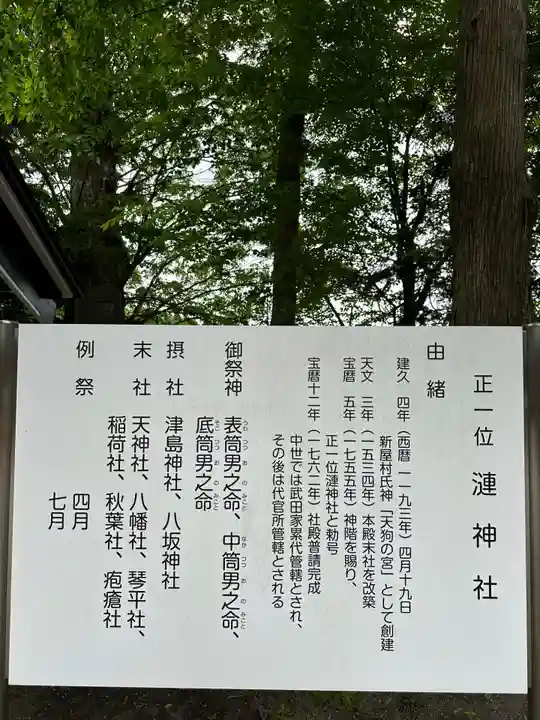 正一位 漣神社
由緒
建久 四年（西暦一一九三年）四月十九日
新屋村氏神「天狗の宮」として創建
天文 三年（一五三四年）本殿末社を改築
宝暦 五年（一七五五年）神階を賜り、
正一位漣神社と勅号
宝暦十二年（一七六二年）社殿普請完成
中世では武田家累代管轄とされ、
その後は代官所管轄とされる
御祭神 表筒男之命、中筒男之命、
底筒男之命
摂社 津島神社、八坂神社
末社 天神社、八幡社、琴平社、
稲荷社、秋葉社、疱瘡社
例祭 四月
七月